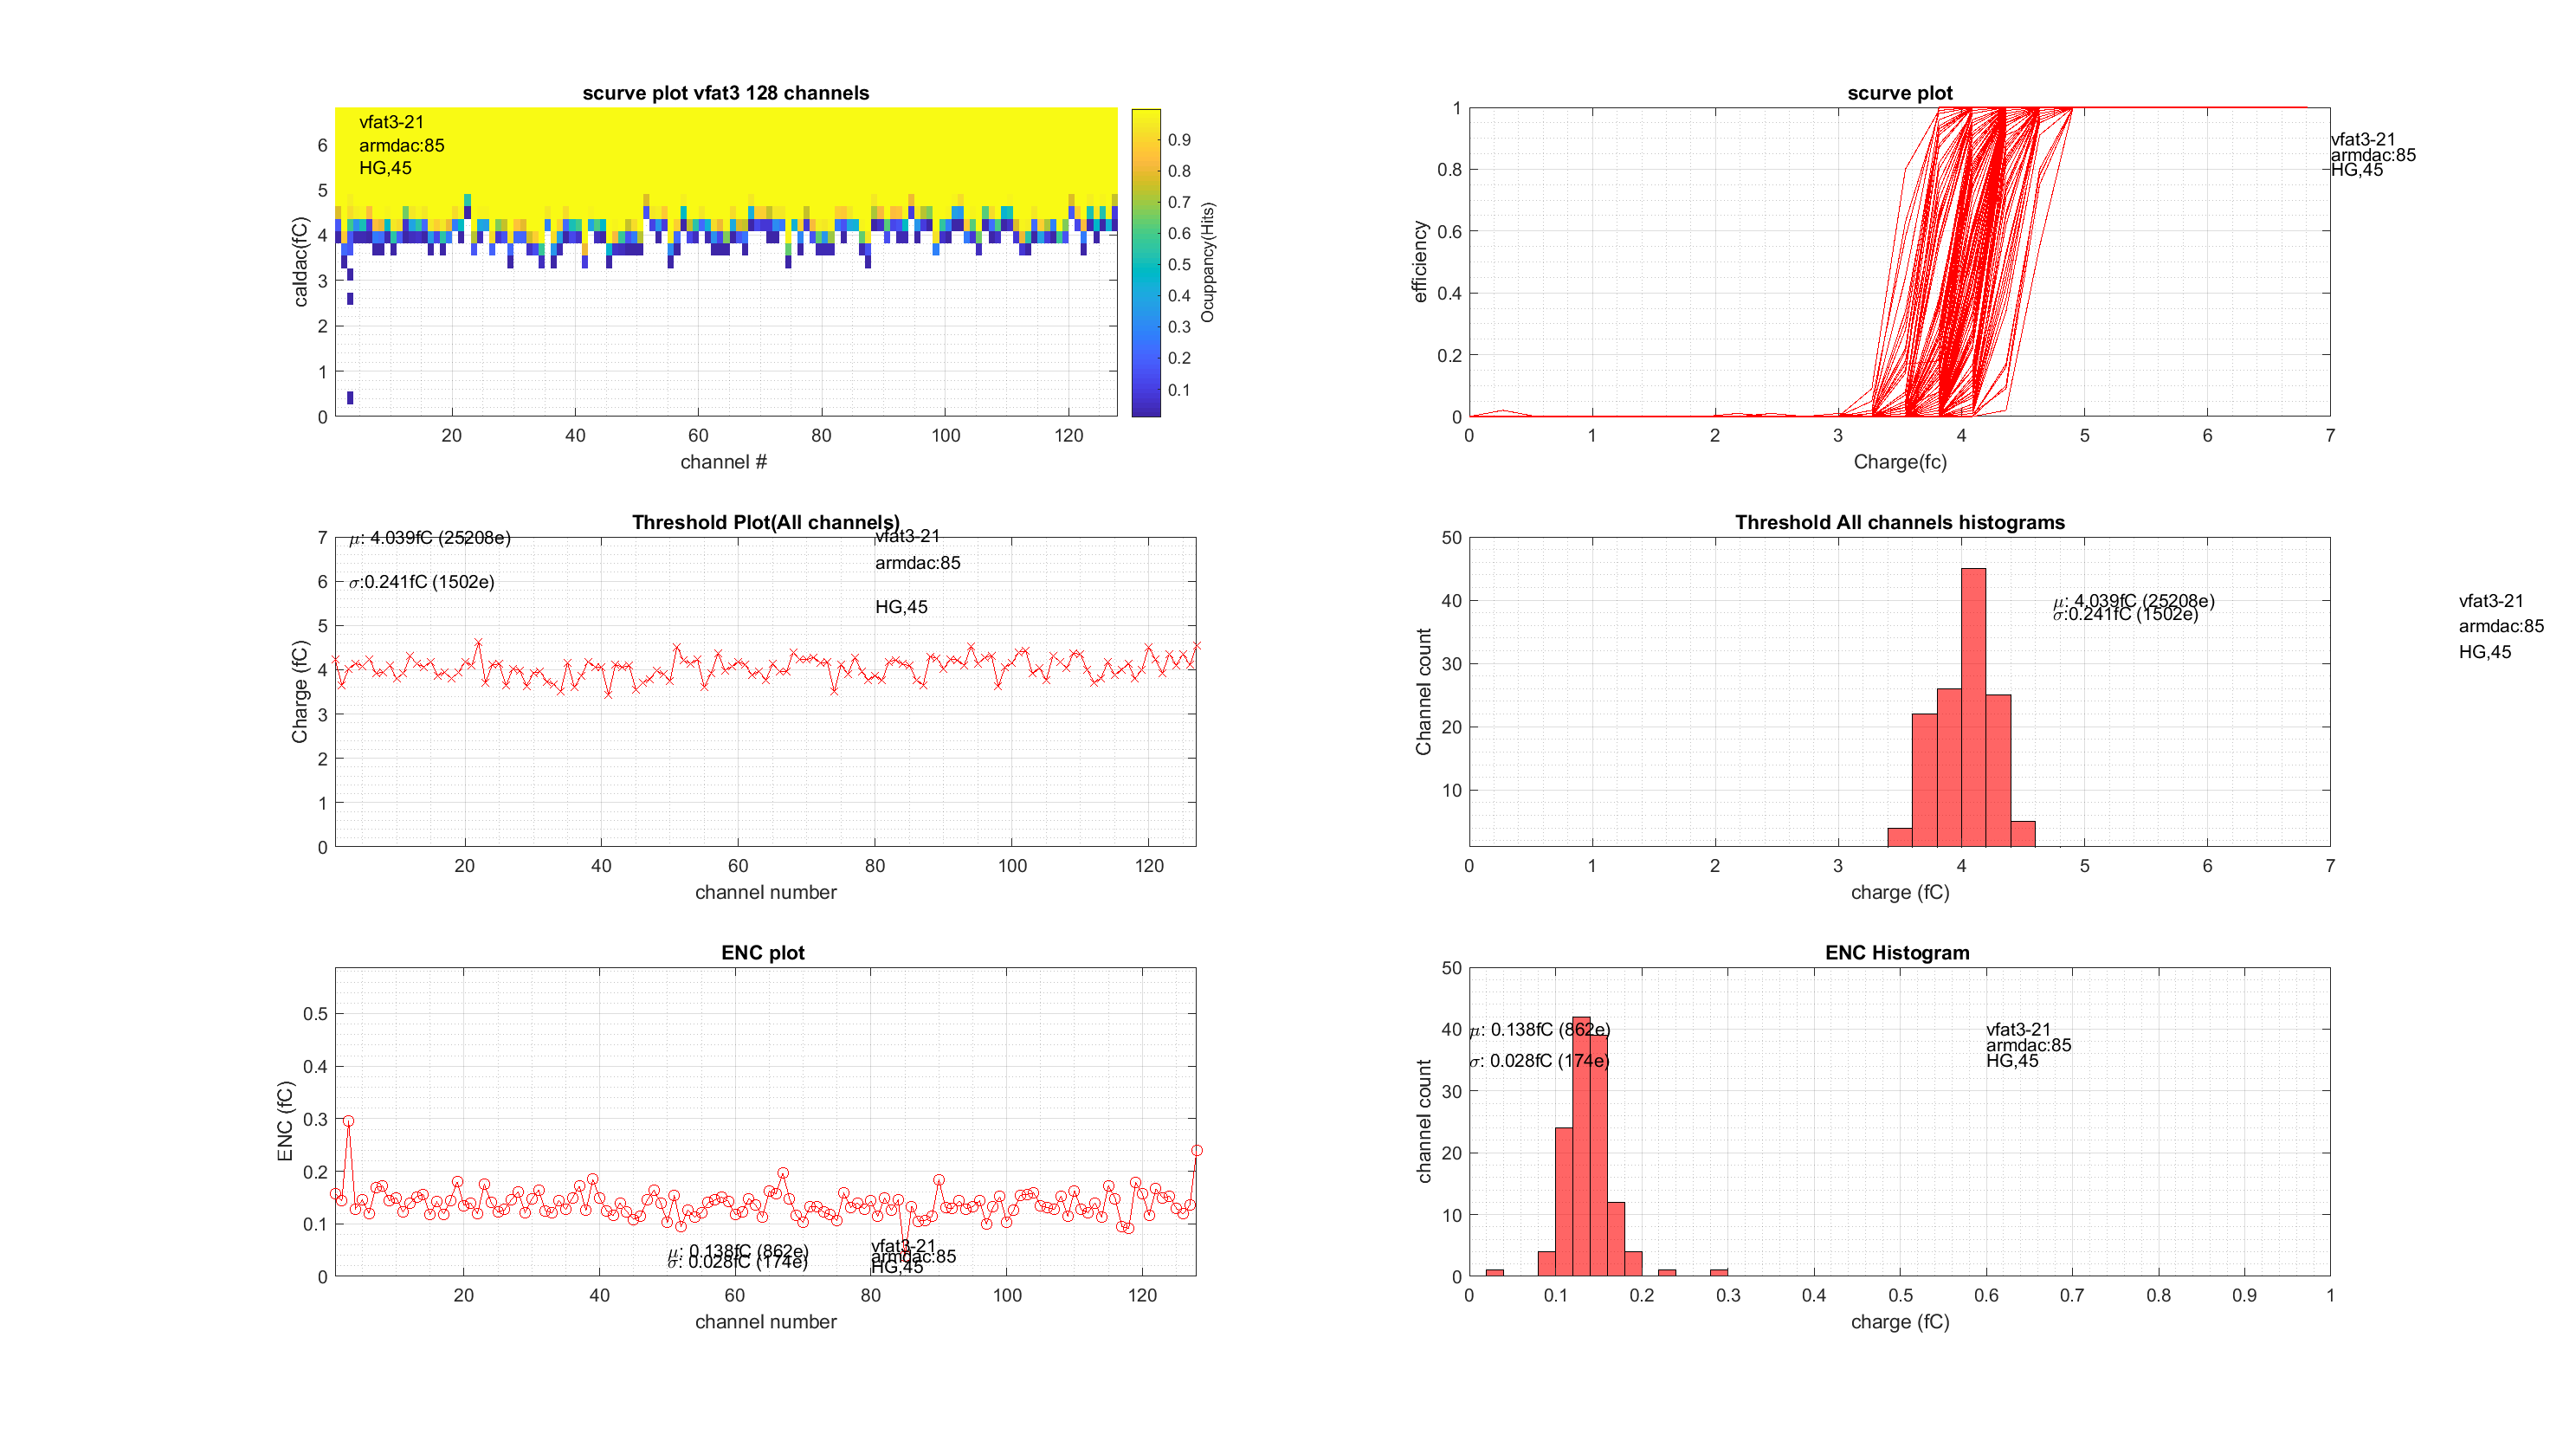 scurve plot vfat3 128 channels
vfat3-21
armdac:85
HG,45
6
5
4
3
2
1
0
caldac(fC)
20 40 60 80 100 120
channel #
0.9
0.8
0.7
0.6
0.5
0.4
0.3
0.2
0.1
Ocuppancy(Hits)
scurve plot
1
0.8
0.6
0.4
0.2
0
efficiency
0 1 2 3 4 5 6 7
Charge(fc)
vfat3-21
armdac:85
HG,45
Threshold Plot(All channels)
μ: 4.039fC (25208e)
σ:0.241fC (1502e)
vfat3-21
armdac:85
HG,45
7
6
5
4
3
2
1
0
Charge (fC)
20 40 60 80 100 120
channel number
Threshold All channels histograms
50
40
30
20
10
Channel count
μ: 4.039fC (25208e)
σ:0.241fC (1502e)
vfat3-21
armdac:85
HG,45
0 1 2 3 4 5 6 7
charge (fC)
ENC plot
0.5
0.4
0.3
0.2
0.1
0
ENC (fC)
μ: 0.138fC (862e)
σ: 0.028fC (174e)
vfat3-21
armdac:85
HG,45
20 40 60 80 100 120
channel number
ENC Histogram
50
40
30
20
10
0
channel count
μ: 0.138fC (862e)
σ: 0.028fC (174e)
vfat3-21
armdac:85
HG,45
0 0.1 0.2 0.3 0.4 0.5 0.6 0.7 0.8 0.9 1
charge (fC)